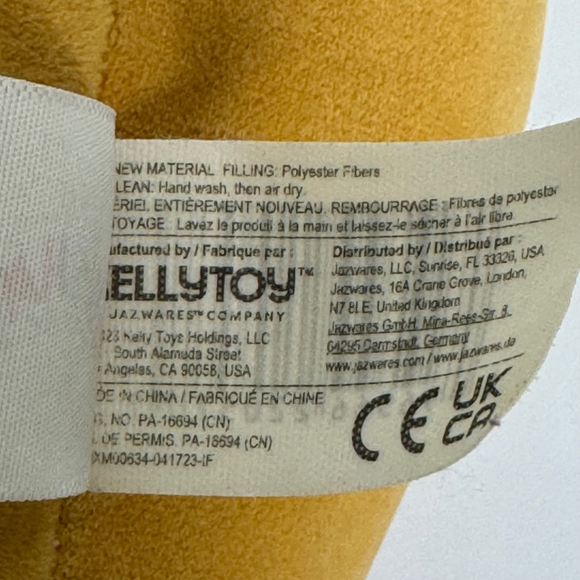 NEW MATERIAL FILLING: Polyester Fibers
LEAN: Hand wash, then air dry.
ÉRIEL ENTIÈREMENT NOUVEAU. REMBOURRAGE : Fibres de polyester
TOYAGE: Lavez le produit à la main et laissez-le sécher à l'air libre.
ufactured by / Fabriqué par :
ELLYTOY™
JAZWARES™ COMPANY
Kelly Toys Holdings, LLC
South Alameda Street
Angeles, CA 90058, USA
Distributed by / Distribué par :
Jazwares, LLC, Sunrise, FL 33326, USA
Jazwares, 16A Crane Grove, London,
N7 8LE, United Kingdom
Jazwares GmbH, Mina-Rees-Str. 8,
64295 Darmstadt, Germany
www.jazwares.com / www.jazwares.de
DE IN CHINA / FABRIQUÉ EN CHINE
G. NO. PA-16694 (CN)
DE PERMIS. PA-16694 (CN)
M00634-041723-IF
CE UK
CA